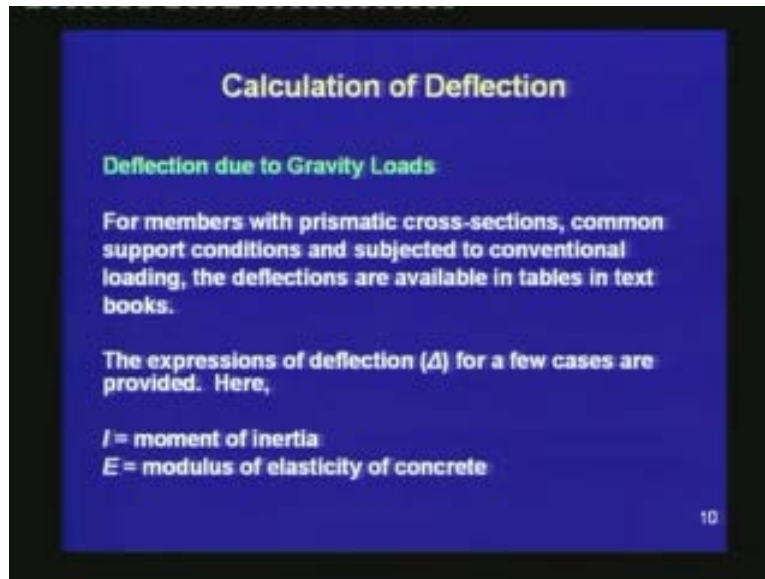 Calculation of Deflection
Deflection due to Gravity Loads
For members with prismatic cross-sections, common
support conditions and subjected to conventional
loading, the deflections are available in tables in text
books.
The expressions of deflection (Δ) for a few cases are
provided. Here,
I = moment of inertia
E = modulus of elasticity of concrete
10